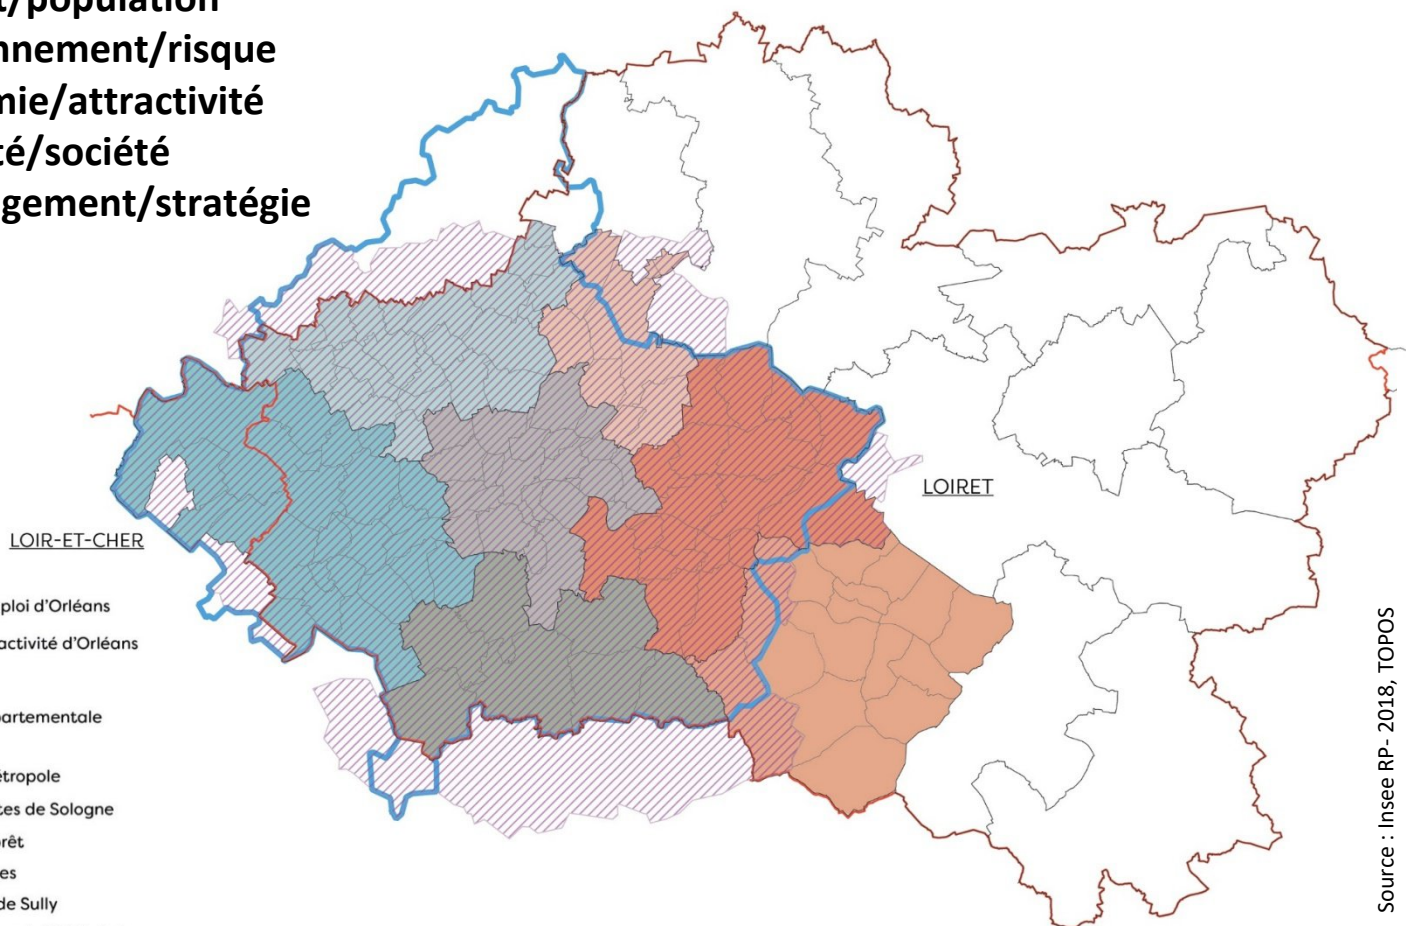 t/population
nnement/risque
mie/attractivité
té/société
gement/stratégie
LOIRET
LOIR-ET-CHER
ploi d'Orléans
activité d'Orléans
partementale
étropole
tes de Sologne
rêt
es
de Sully
Source : Insee RP- 2018, TOPOS